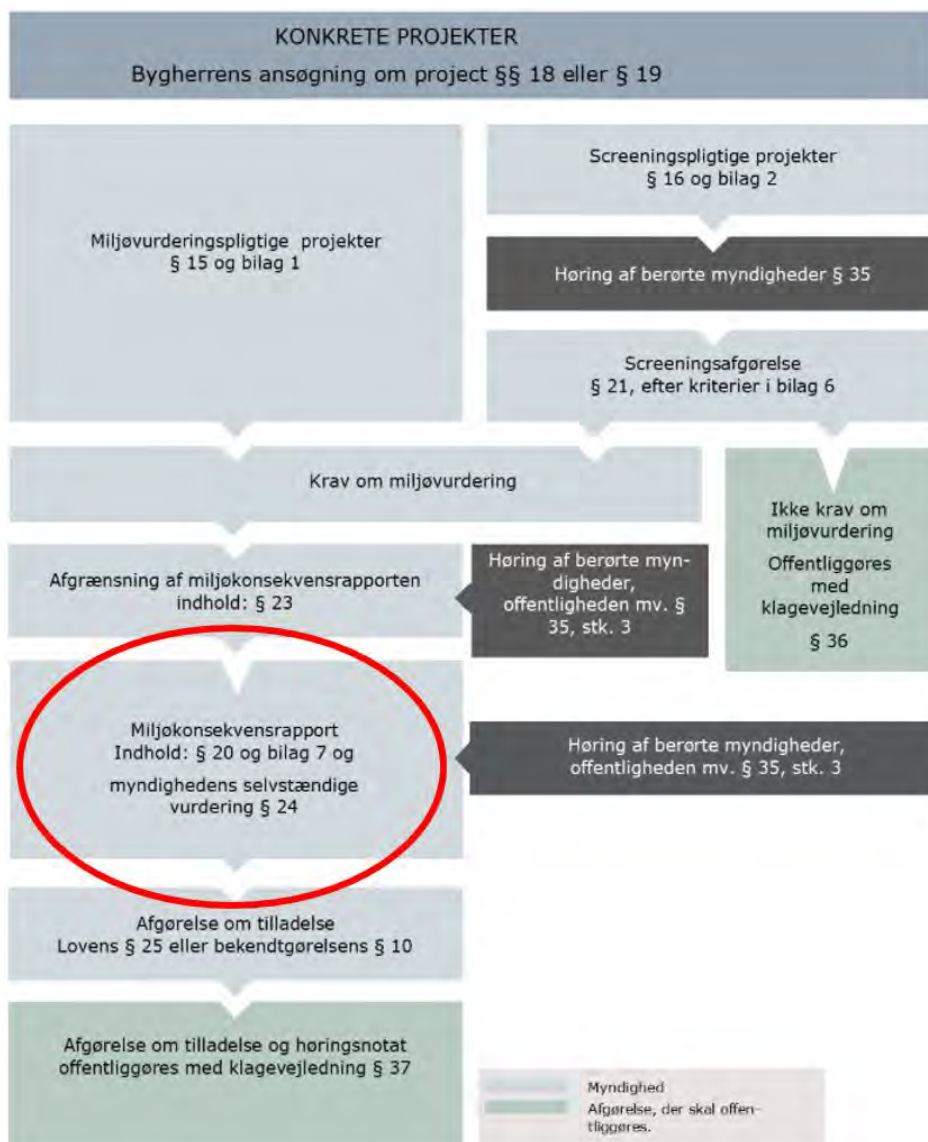 KONKRETE PROJEKTER
Bygherrens ansøgning om project §§ 18 eller § 19
Miljøvurderingspligtige projekter
§ 15 og bilag 1
Screeningspligtige projekter
§ 16 og bilag 2
Høring af berørte myndigheder § 35
Screeningsafgørelse
§ 21, efter kriterier i bilag 6
Krav om miljøvurdering
Ikke krav om
miljøvurdering
Offentliggøres
med
klagevejledning
§ 36
Afgrænsning af miljøkonsekvensrapporten
indhold: § 23
Høring af berørte myn-
digheder,
offentligheden mv. §
35, stk. 3
Miljøkonsekvensrapport
Indhold: § 20 og bilag 7 og
myndighedens selvstændige
vurdering § 24
Høring af berørte myndigheder,
offentligheden mv. § 35, stk. 3
Afgørelse om tilladelse
Lovens § 25 eller bekendtgørelsens § 10
Afgørelse om tilladelse og høringsnotat
offentliggøres med klagevejledning § 37
Myndighed
Afgørelse, der skal offen-
tliggøres.